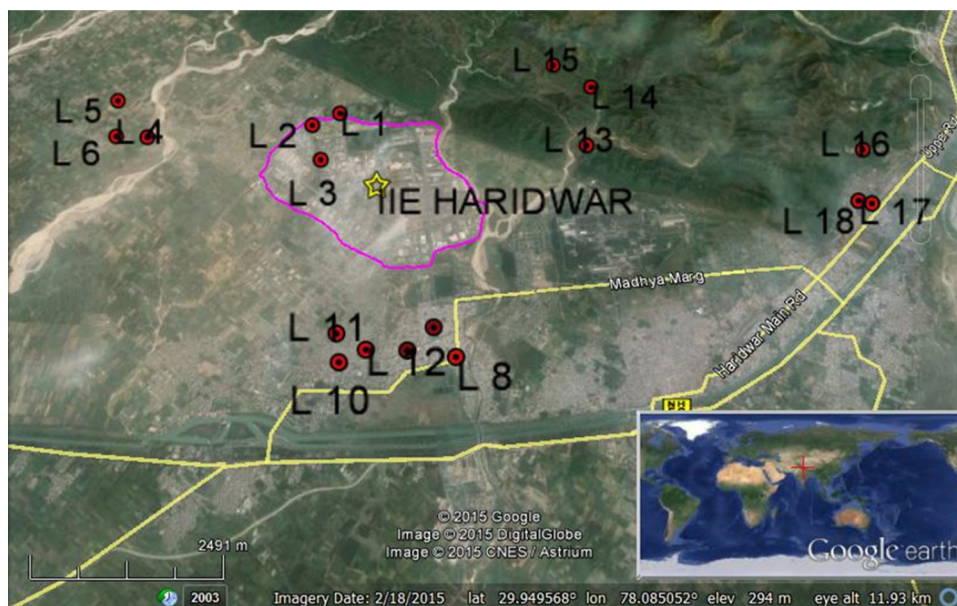 L 15
L 5
L 14
L 1
L 2
L 4
L 6
L 13
L 16
Upper Rd
L 3
IIE HARIDWAR
L 18
L 17
Madhya Marg
L 11
Haridwar Main Rd
L 12
L 8
L 10
© 2015 Google
Image © 2015 DigitalGlobe
Image © 2015 CNES / Astrium
2491 m
Google earth
2003
Imagery Date: 2/18/2015 lat 29.949568° lon 78.085052° elev 294 m eye alt 11.93 km